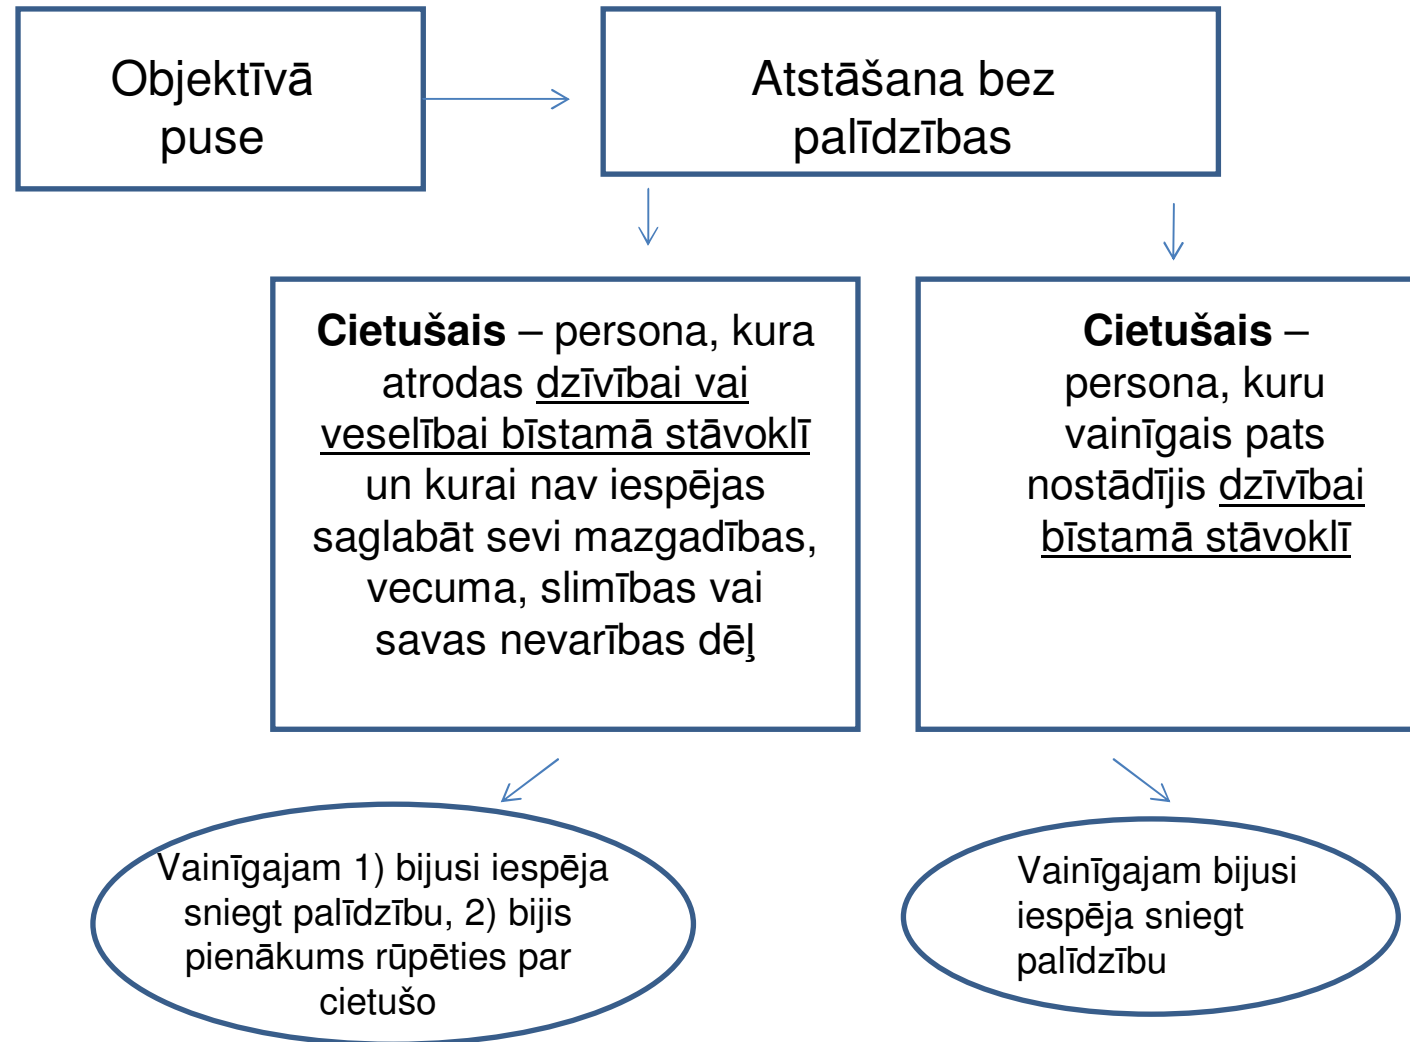 Objektīvā
puse
Atstāšana bez
palīdzības
Cietušais – persona, kura
atrodas dzīvībai vai
veselībai bīstamā stāvoklī
un kurai nav iespējas
saglabāt sevi mazgadības,
vecuma, slimības vai
savas nevarības dēļ
Cietušais –
persona, kuru
vainīgais pats
nostādījis dzīvībai
bīstamā stāvoklī
Vainīgajam 1) bijusi iespēja
sniegt palīdzību, 2) bijis
pienākums rūpēties par
cietušo
Vainīgajam bijusi
iespēja sniegt
palīdzību